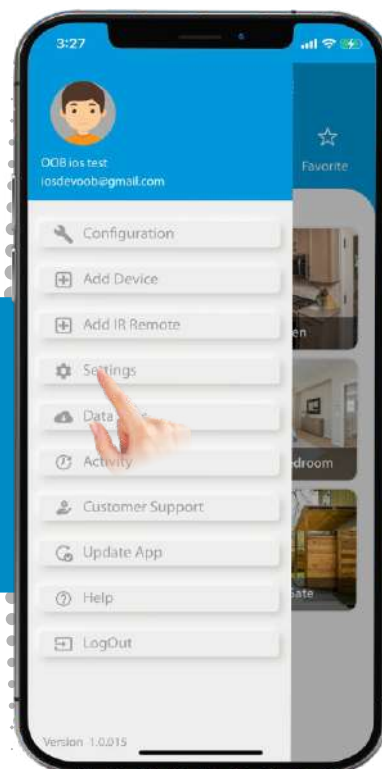 3:27
OOB ios test
iosdevoob@gmail.com
Favorite
Configuration
Add Device
Add IR Remote
Settings
Data
Activity
Customer Support
Update App
Help
LogOut
Version 1.0.015